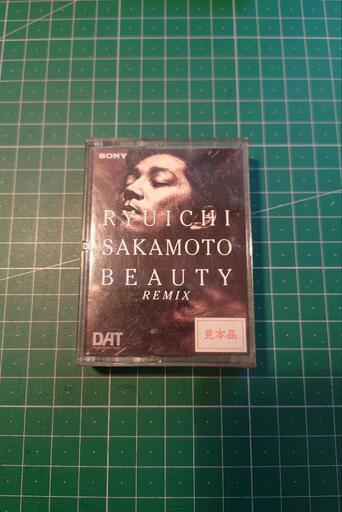 SONY
RYUICHI
SAKAMOTO
BEAUTY
REMIX
DAT
見本品